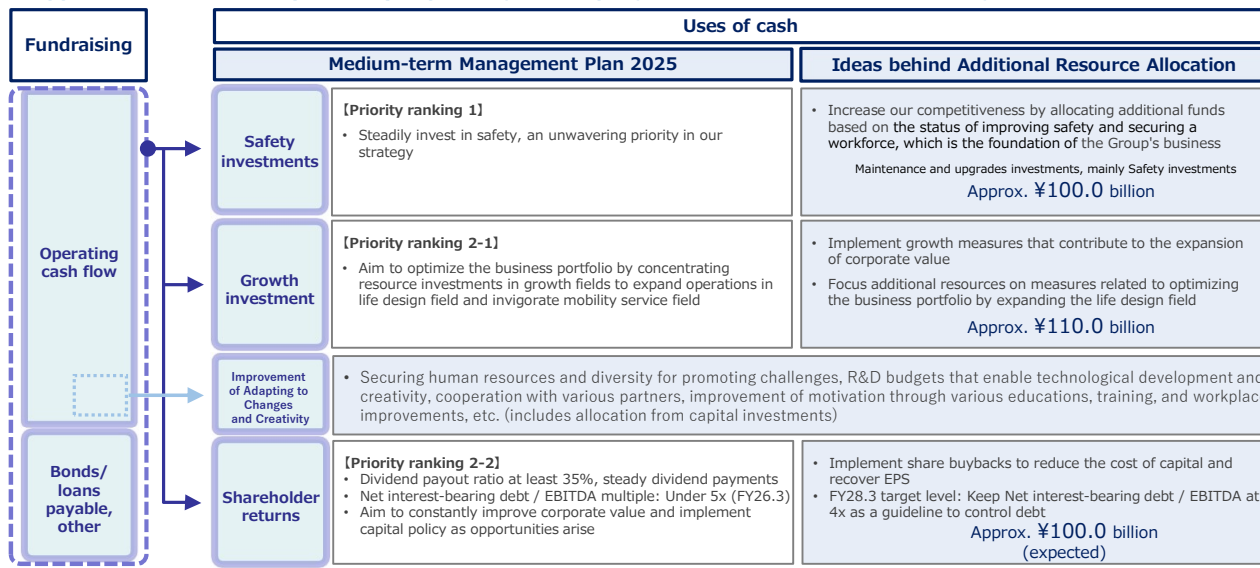 Fundraising
Uses of cash
Medium-term Management Plan 2025
Ideas behind Additional Resource Allocation
Operating
cash flow
Bonds/
loans
payable,
other
Safety
investments
【Priority ranking 1】
• Steadily invest in safety, an unwavering priority in our
strategy
• Increase our competitiveness by allocating additional funds
based on the status of improving safety and securing a
workforce, which is the foundation of the Group's business
Maintenance and upgrades investments, mainly Safety investments
Approx. ¥100.0 billion
Growth
investment
【Priority ranking 2-1】
• Aim to optimize the business portfolio by concentrating
resource investments in growth fields to expand operations in
life design field and invigorate mobility service field
• Implement growth measures that contribute to the expansion
of corporate value
• Focus additional resources on measures related to optimizing
the business portfolio by expanding the life design field
Approx. ¥110.0 billion
Improvement
of Adapting to
Changes
and Creativity
• Securing human resources and diversity for promoting challenges, R&D budgets that enable technological development and
creativity, cooperation with various partners, improvement of motivation through various educations, training, and workplace
improvements, etc. (includes allocation from capital investments)
Shareholder
returns
【Priority ranking 2-2】
• Dividend payout ratio at least 35%, steady dividend payments
• Net interest-bearing debt / EBITDA multiple: Under 5x (FY26.3)
• Aim to constantly improve corporate value and implement
capital policy as opportunities arise
• Implement share buybacks to reduce the cost of capital and
recover EPS
• FY28.3 target level: Keep Net interest-bearing debt / EBITDA at
4x as a guideline to control debt
Approx. ¥100.0 billion
(expected)